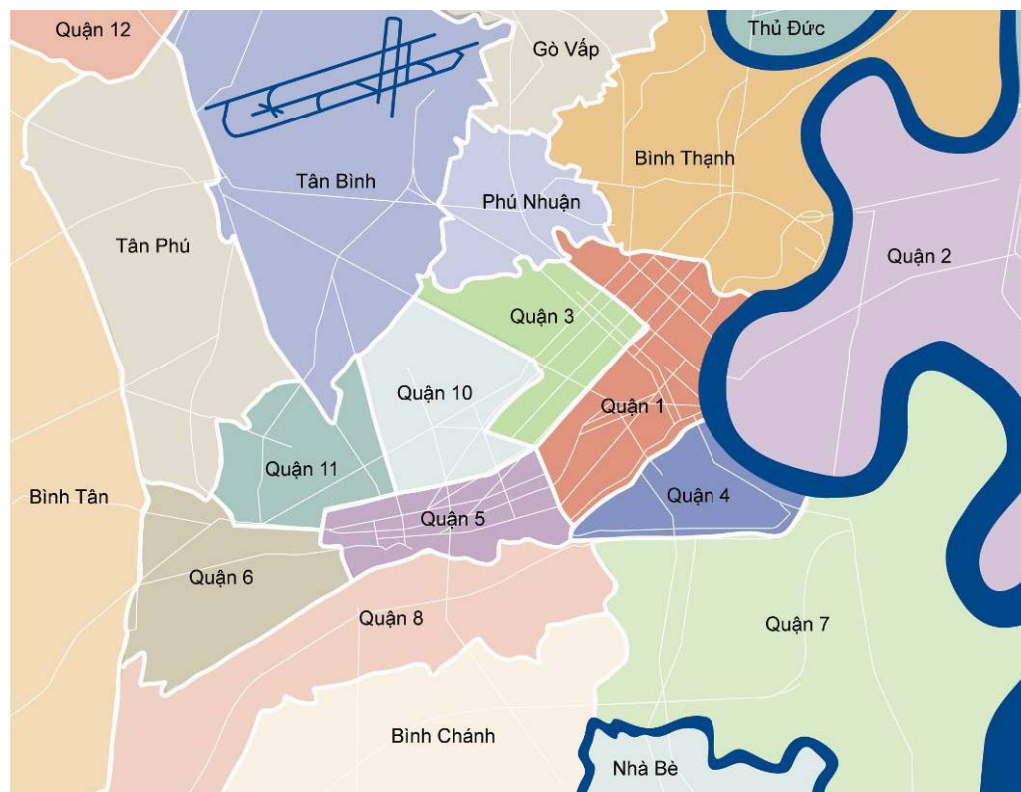 Quận 12
Thủ Đức
Gò Vấp
Bình Thạnh
Tân Bình
Phú Nhuận
Tân Phú
Quận 2
Quận 3
Quận 10
Quận 1
Quận 11
Bình Tân
Quận 4
Quận 5
Quận 6
Quận 8
Quận 7
Bình Chánh
Nhà Bè